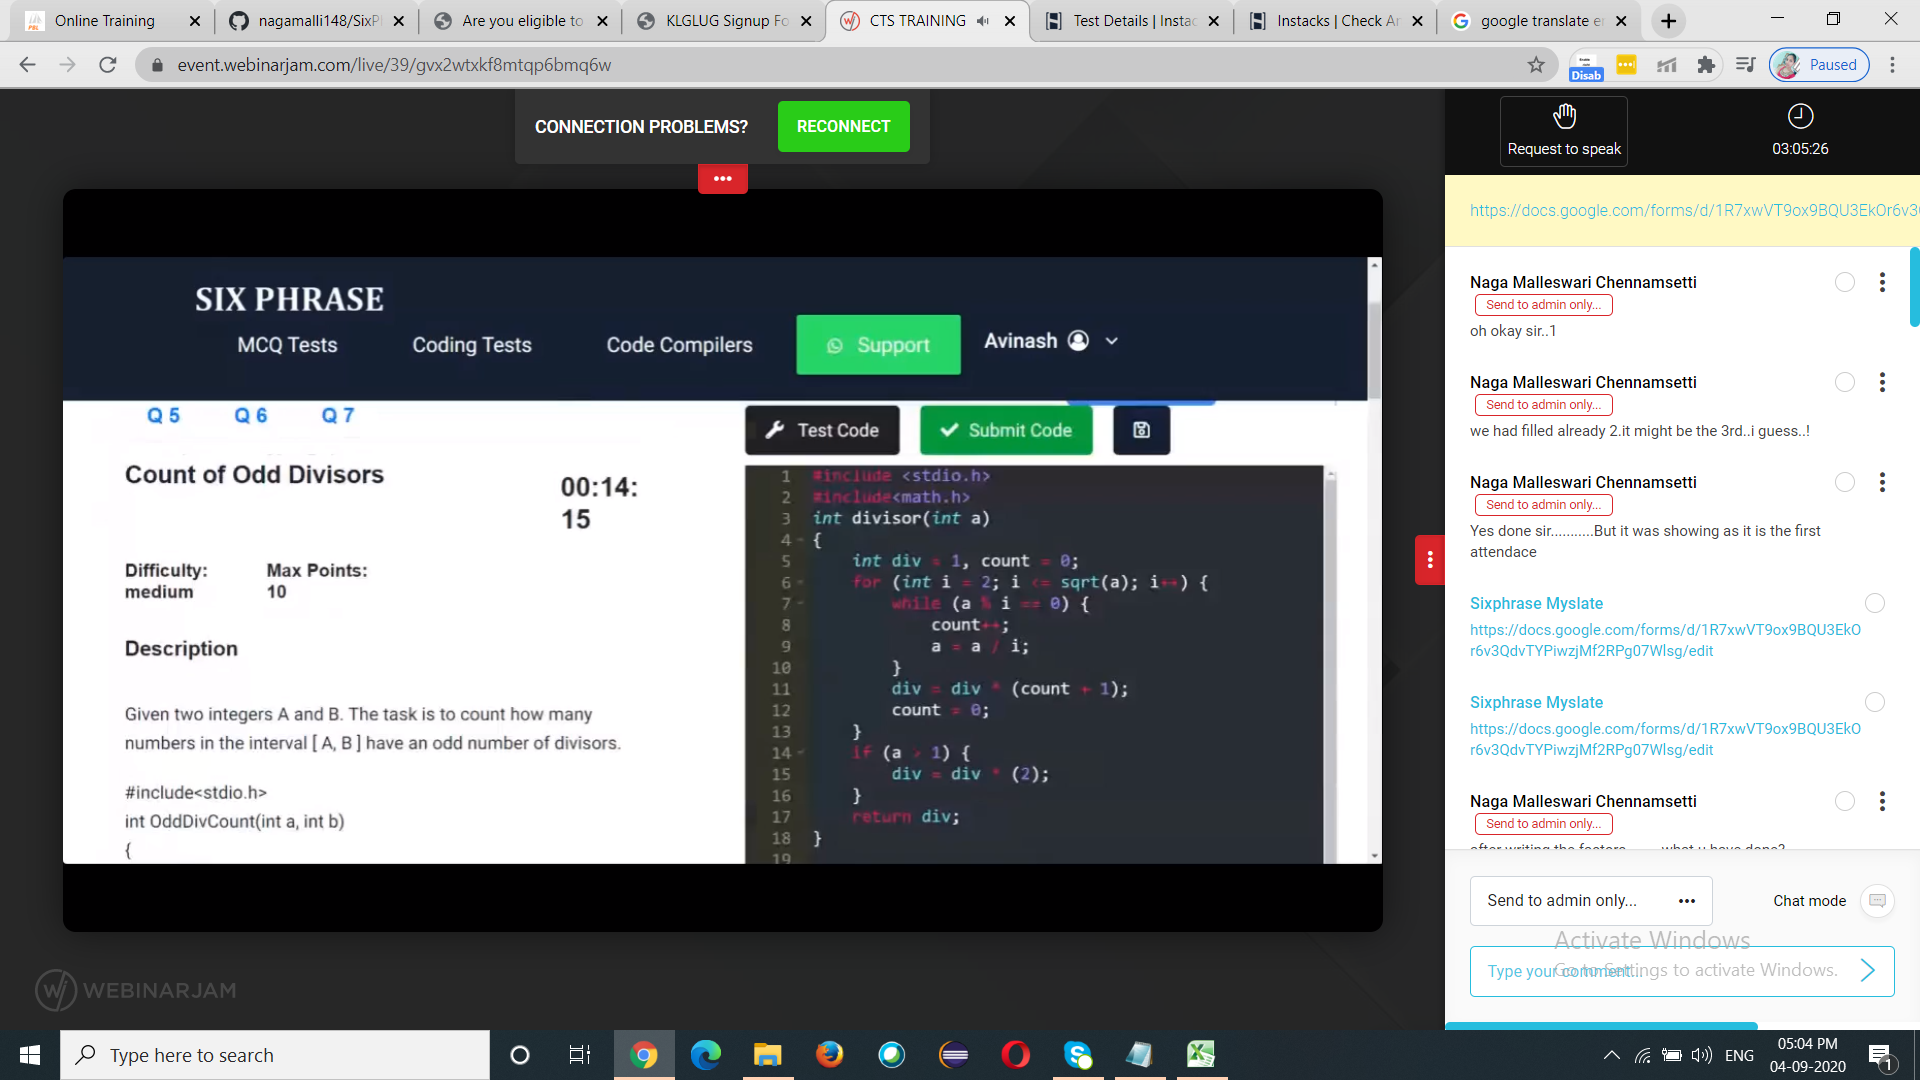 Online Training
nagamalli148/SixP
Are you eligible to
KLGLUG Signup Fo
CTS TRAINING
Test Details | Instac
Instacks | Check An
google translate e
event.webinarjam.com/live/39/gvx2wtxkf8mtqp6bmq6w
Disab
Paused
CONNECTION PROBLEMS?
RECONNECT
Request to speak
03:05:26
https://docs.google.com/forms/d/1R7xwVT9ox9BQU3EkOr6v3
SIX PHRASE
MCQ Tests
Coding Tests
Code Compilers
Support
Avinash
Q 5
Q 6
Q 7
Test Code
Submit Code
Count of Odd Divisors
00:14:
15
Difficulty:
medium
Max Points:
10
Description
Given two integers A and B. The task is to count how many
numbers in the interval [ A, B ] have an odd number of divisors.
#include<stdio.h>
int OddDivCount(int a, int b)
{
1 #include <stdio.h>
2 #include<math.h>
3 int divisor(int a)
4 {
5 int div = 1, count = 0;
6 for (int i = 2; i <= sqrt(a); i++) {
7 while (a % i == 0) {
8 count++;
9 a = a / i;
10 }
11 div = div * (count + 1);
12 count = 0;
13 }
14 if (a > 1) {
15 div = div * (2);
16 }
17 return div;
18 }
19
Naga Malleswari Chennamsetti
Send to admin only...
oh okay sir..1
Naga Malleswari Chennamsetti
Send to admin only...
we had filled already 2.it might be the 3rd..i guess..!
Naga Malleswari Chennamsetti
Send to admin only...
Yes done sir...........But it was showing as it is the first
attendace
Sixphrase Myslate
https://docs.google.com/forms/d/1R7xwVT9ox9BQU3EkO
r6v3QdvTYPiwzjMf2RPg07Wlsg/edit
Sixphrase Myslate
https://docs.google.com/forms/d/1R7xwVT9ox9BQU3EkO
r6v3QdvTYPiwzjMf2RPg07Wlsg/edit
Naga Malleswari Chennamsetti
Send to admin only...
Send to admin only...
Chat mode
Activate Windows
Type your comment...
Go to Settings to activate Windows.
WEBINARJAM
Type here to search
ENG
05:04 PM
04-09-2020
1